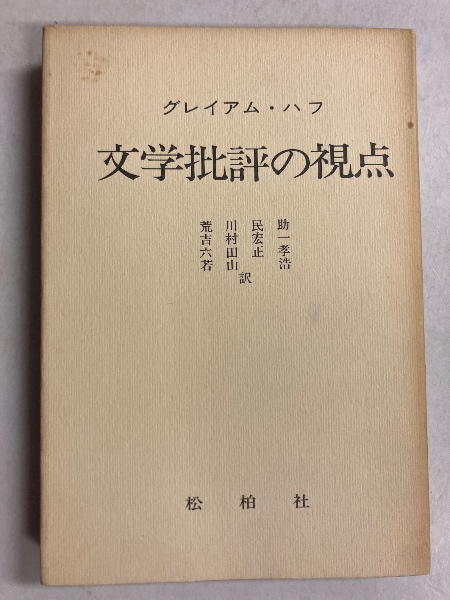 グレイアム・ハフ
文学批評の視点
荒川民助
吉村宏一
六田正孝
若山浩
訳
松柏社